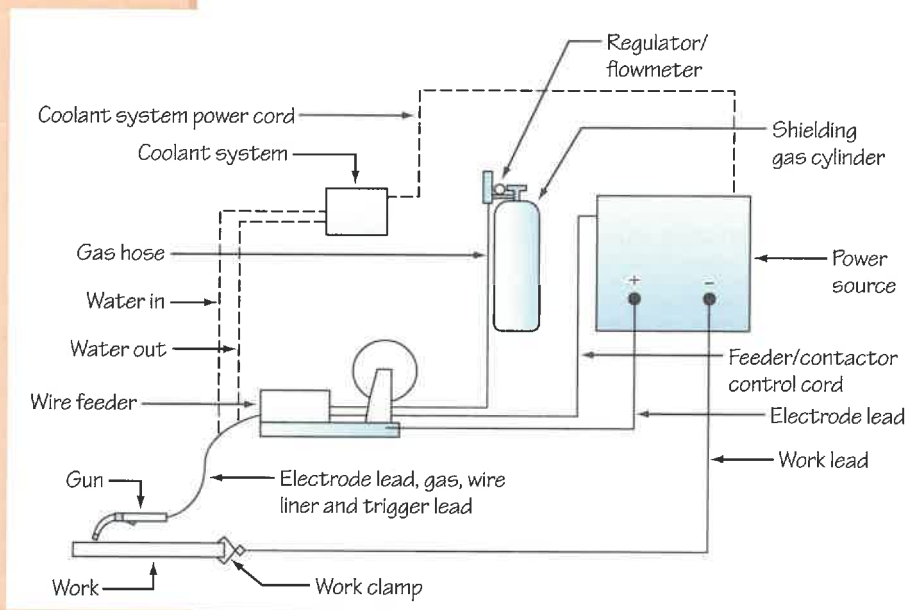 Regulator/
flowmeter
Coolant system power cord
Shielding
gas cylinder
Coolant system
Gas hose
Power
source
+
-
Water in
Water out
Feeder/contactor
control cord
Wire feeder
Electrode lead
Work lead
Gun
Electrode lead, gas, wire
liner and trigger lead
Work
Work clamp